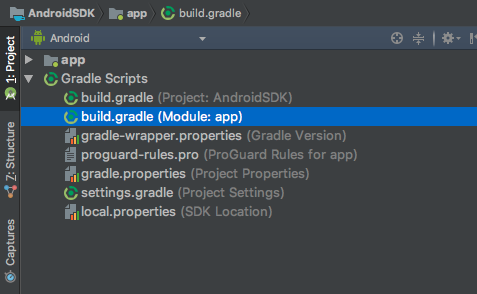 AndroidSDK app build.gradle
1: Project
Android
app
Gradle Scripts
build.gradle (Project: AndroidSDK)
build.gradle (Module: app)
gradle-wrapper.properties (Gradle Version)
proguard-rules.pro (ProGuard Rules for app)
gradle.properties (Project Properties)
settings.gradle (Project Settings)
local.properties (SDK Location)
7: Structure
Captures